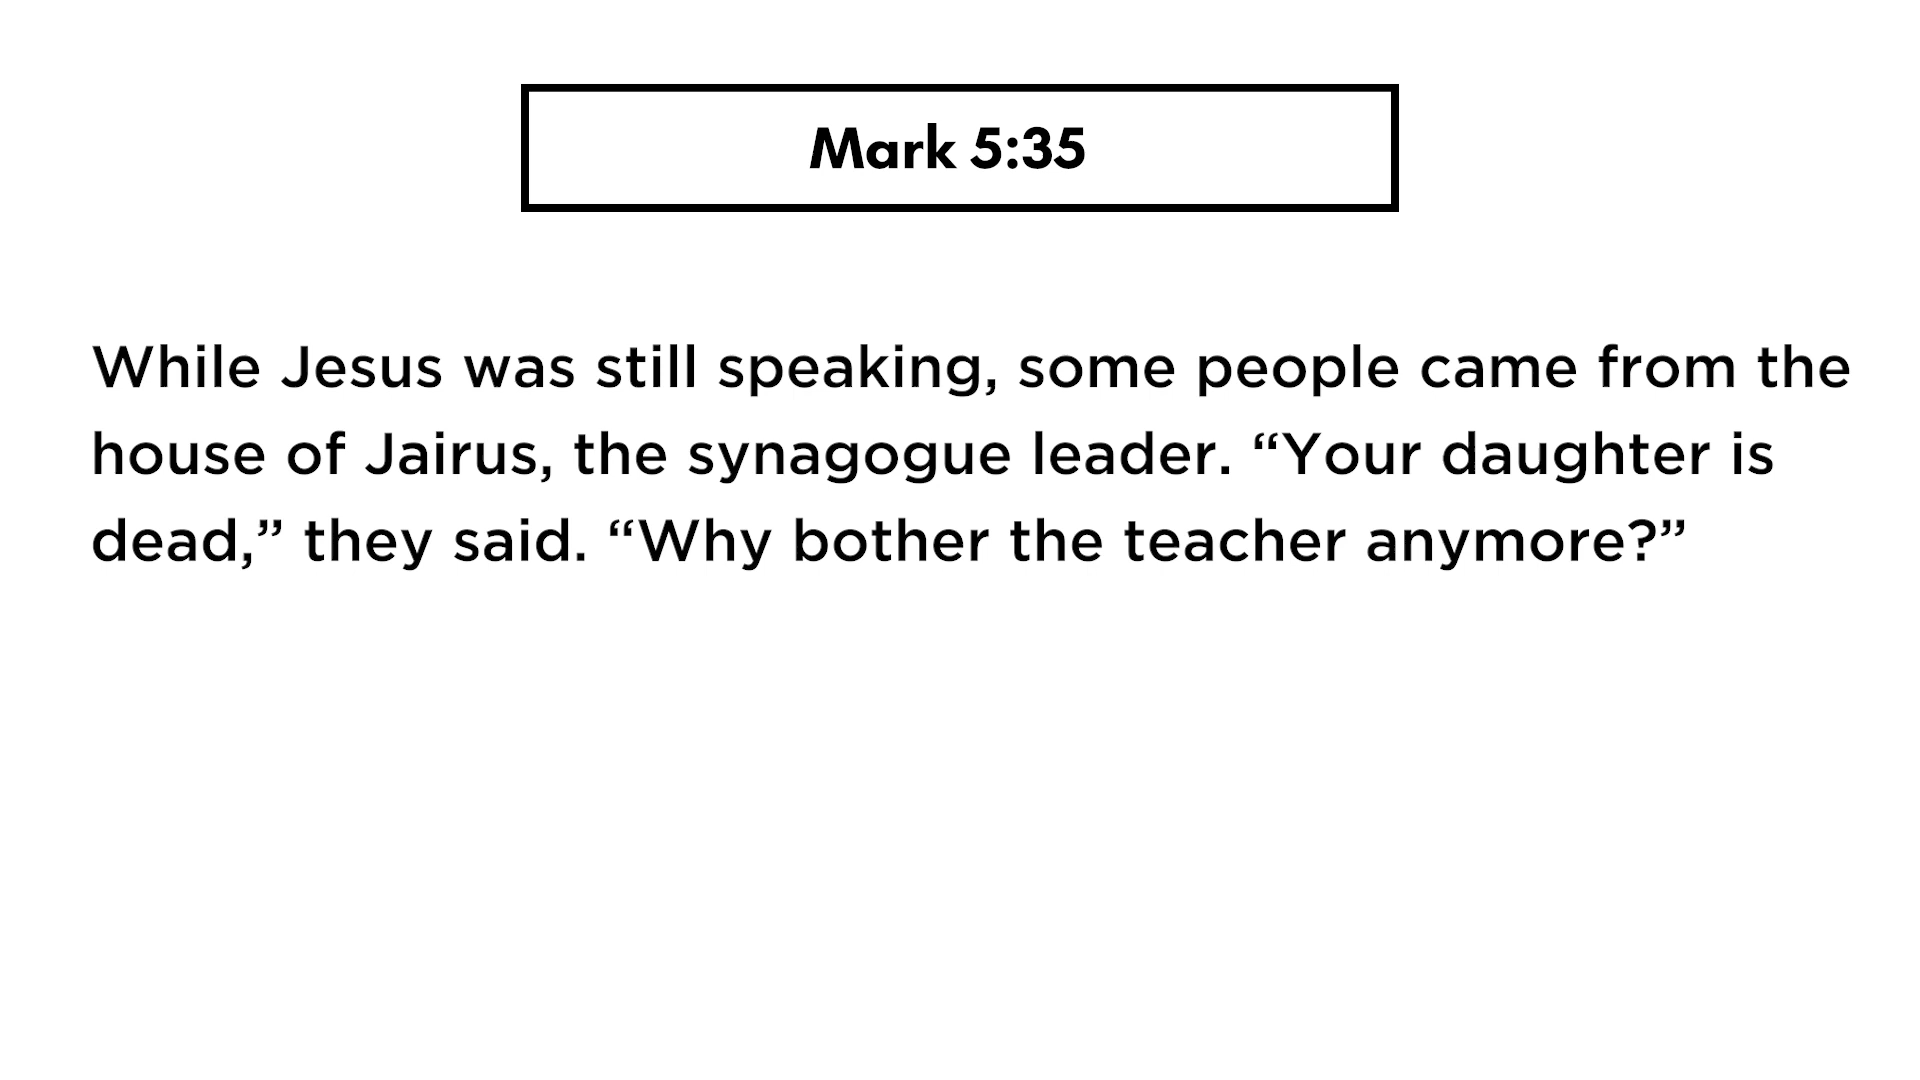 Mark 5:35
While Jesus was still speaking, some people came from the
house of Jairus, the synagogue leader. “Your daughter is
dead,” they said. “Why bother the teacher anymore?”